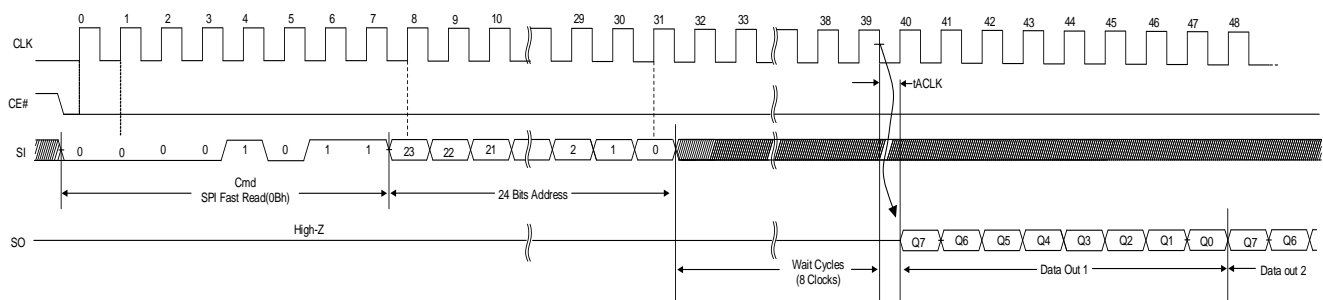 0 1 2 3 4 5 6 7 8 9 10 29 30 31 32 33 38 39 40 41 42 43 44 45 46 47 48
CLK
tACLK
CE#
SI 0 0 0 0 1 0 1 1 23 22 21 2 1 0
Cmd
SPI Fast Read(0Bh)
24 Bits Address
SO
High-Z
Q7 Q6 Q5 Q4 Q3 Q2 Q1 Q0 Q7 Q6
Wait Cycles
(8 Clocks)
Data Out 1
Data out 2